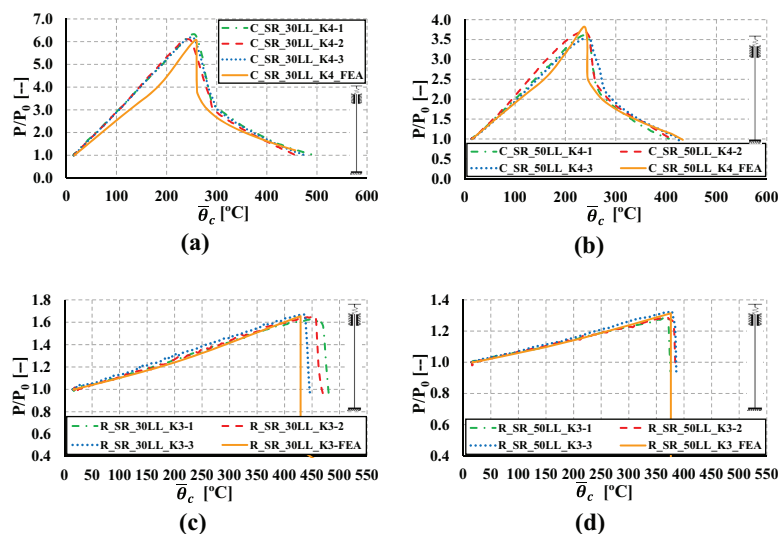 P/P₀ [--]
7.0
6.0
5.0
4.0
3.0
2.0
1.0
0.0
C_SR_30LL_K4-1
C_SR_30LL_K4-2
C_SR_30LL_K4-3
C_SR_30LL_K4_FEA
0 100 200 300 400 500 600
θ̅c [ºC]
(a)
P/P₀ [--]
4.0
3.5
3.0
2.5
2.0
1.5
1.0
0.5
0.0
C_SR_50LL_K4-1 C_SR_50LL_K4-2
C_SR_50LL_K4-3 C_SR_50LL_K4_FEA
0 100 200 300 400 500 600
θ̅c [ºC]
(b)
P/P₀ [--]
1.8
1.6
1.4
1.2
1.0
0.8
0.6
0.4
R_SR_30LL_K3-1 R_SR_30LL_K3-2
R_SR_30LL_K3-3 R_SR_30LL_K3-FEA
0 50 100 150 200 250 300 350 400 450 500 550
θ̅c [ºC]
(c)
P/P₀ [--]
1.4
1.2
1.0
0.8
0.6
0.4
R_SR_50LL_K3-1 R_SR_50LL_K3-2
R_SR_50LL_K3-3 R_SR_50LL_K3_FEA
0 50 100 150 200 250 300 350 400 450 500 550
θ̅c [ºC]
(d)